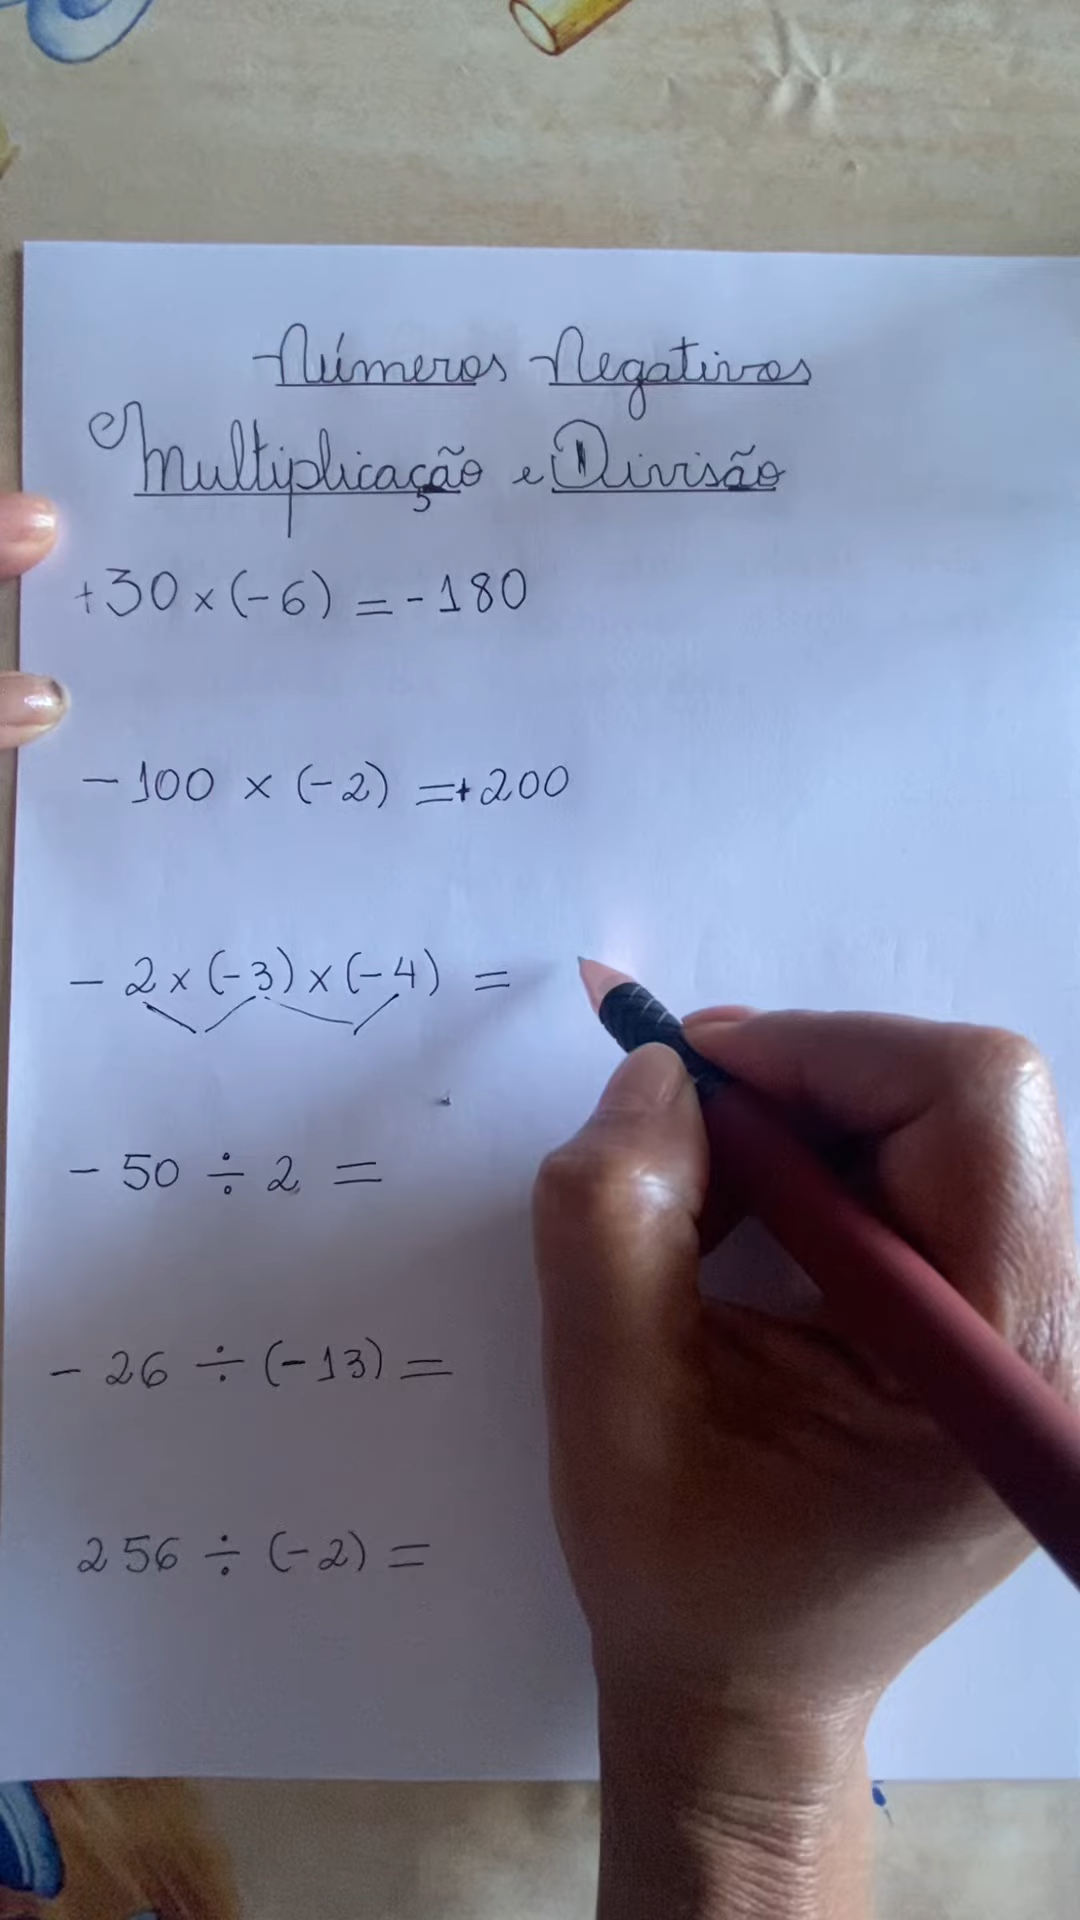 Números Negativos
Multiplicação e Divisão
+30 × (-6) = -180
-100 × (-2) =+200
- 2 × (-3) × (-4) =
- 50 ÷ 2 =
- 26 ÷ (-13) =
256 ÷ (-2) =